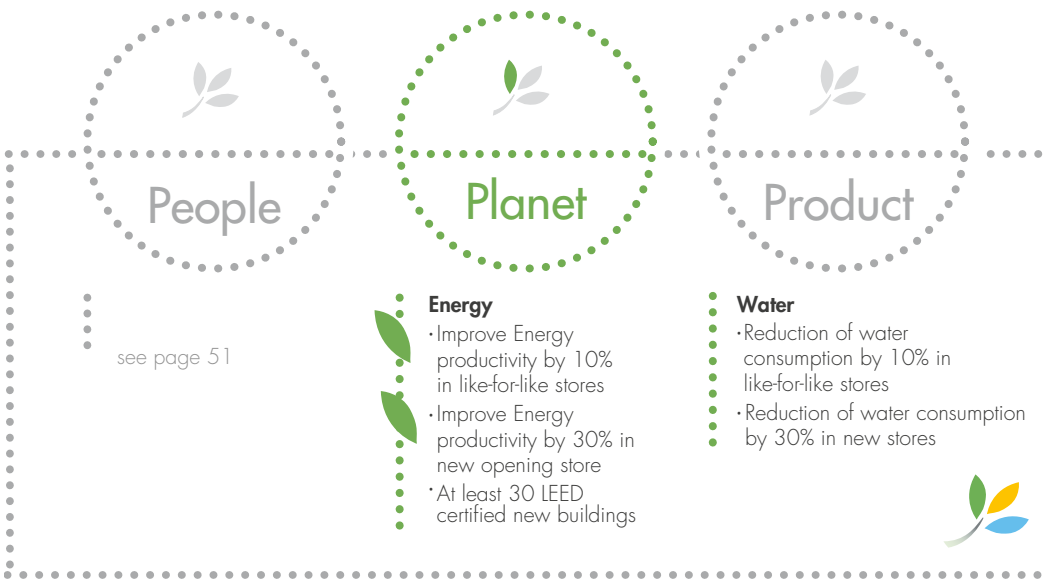 People
Planet
Product
see page 51
Energy
·Improve Energy
productivity by 10%
in like-for-like stores
·Improve Energy
productivity by 30% in
new opening store
·At least 30 LEED
certified new buildings
Water
·Reduction of water
consumption by 10% in
like-for-like stores
·Reduction of water consumption
by 30% in new stores